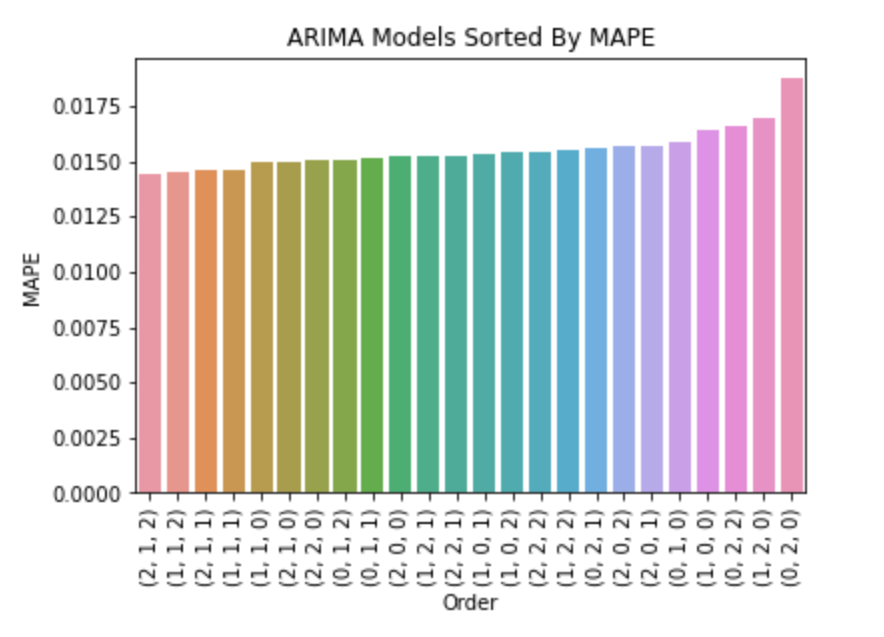 ARIMA Models Sorted By MAPE
MAPE
0.0175
0.0150
0.0125
0.0100
0.0075
0.0050
0.0025
0.0000
(2, 1, 2)
(1, 1, 2)
(2, 1, 1)
(1, 1, 1)
(1, 1, 0)
(2, 1, 0)
(2, 2, 0)
(0, 1, 2)
(0, 1, 1)
(2, 0, 0)
(1, 2, 1)
(2, 2, 1)
(1, 0, 1)
(1, 0, 2)
(2, 2, 2)
(1, 2, 2)
(0, 2, 1)
(2, 0, 2)
(2, 0, 1)
(0, 1, 0)
(1, 0, 0)
(0, 2, 2)
(1, 2, 0)
(0, 2, 0)
Order